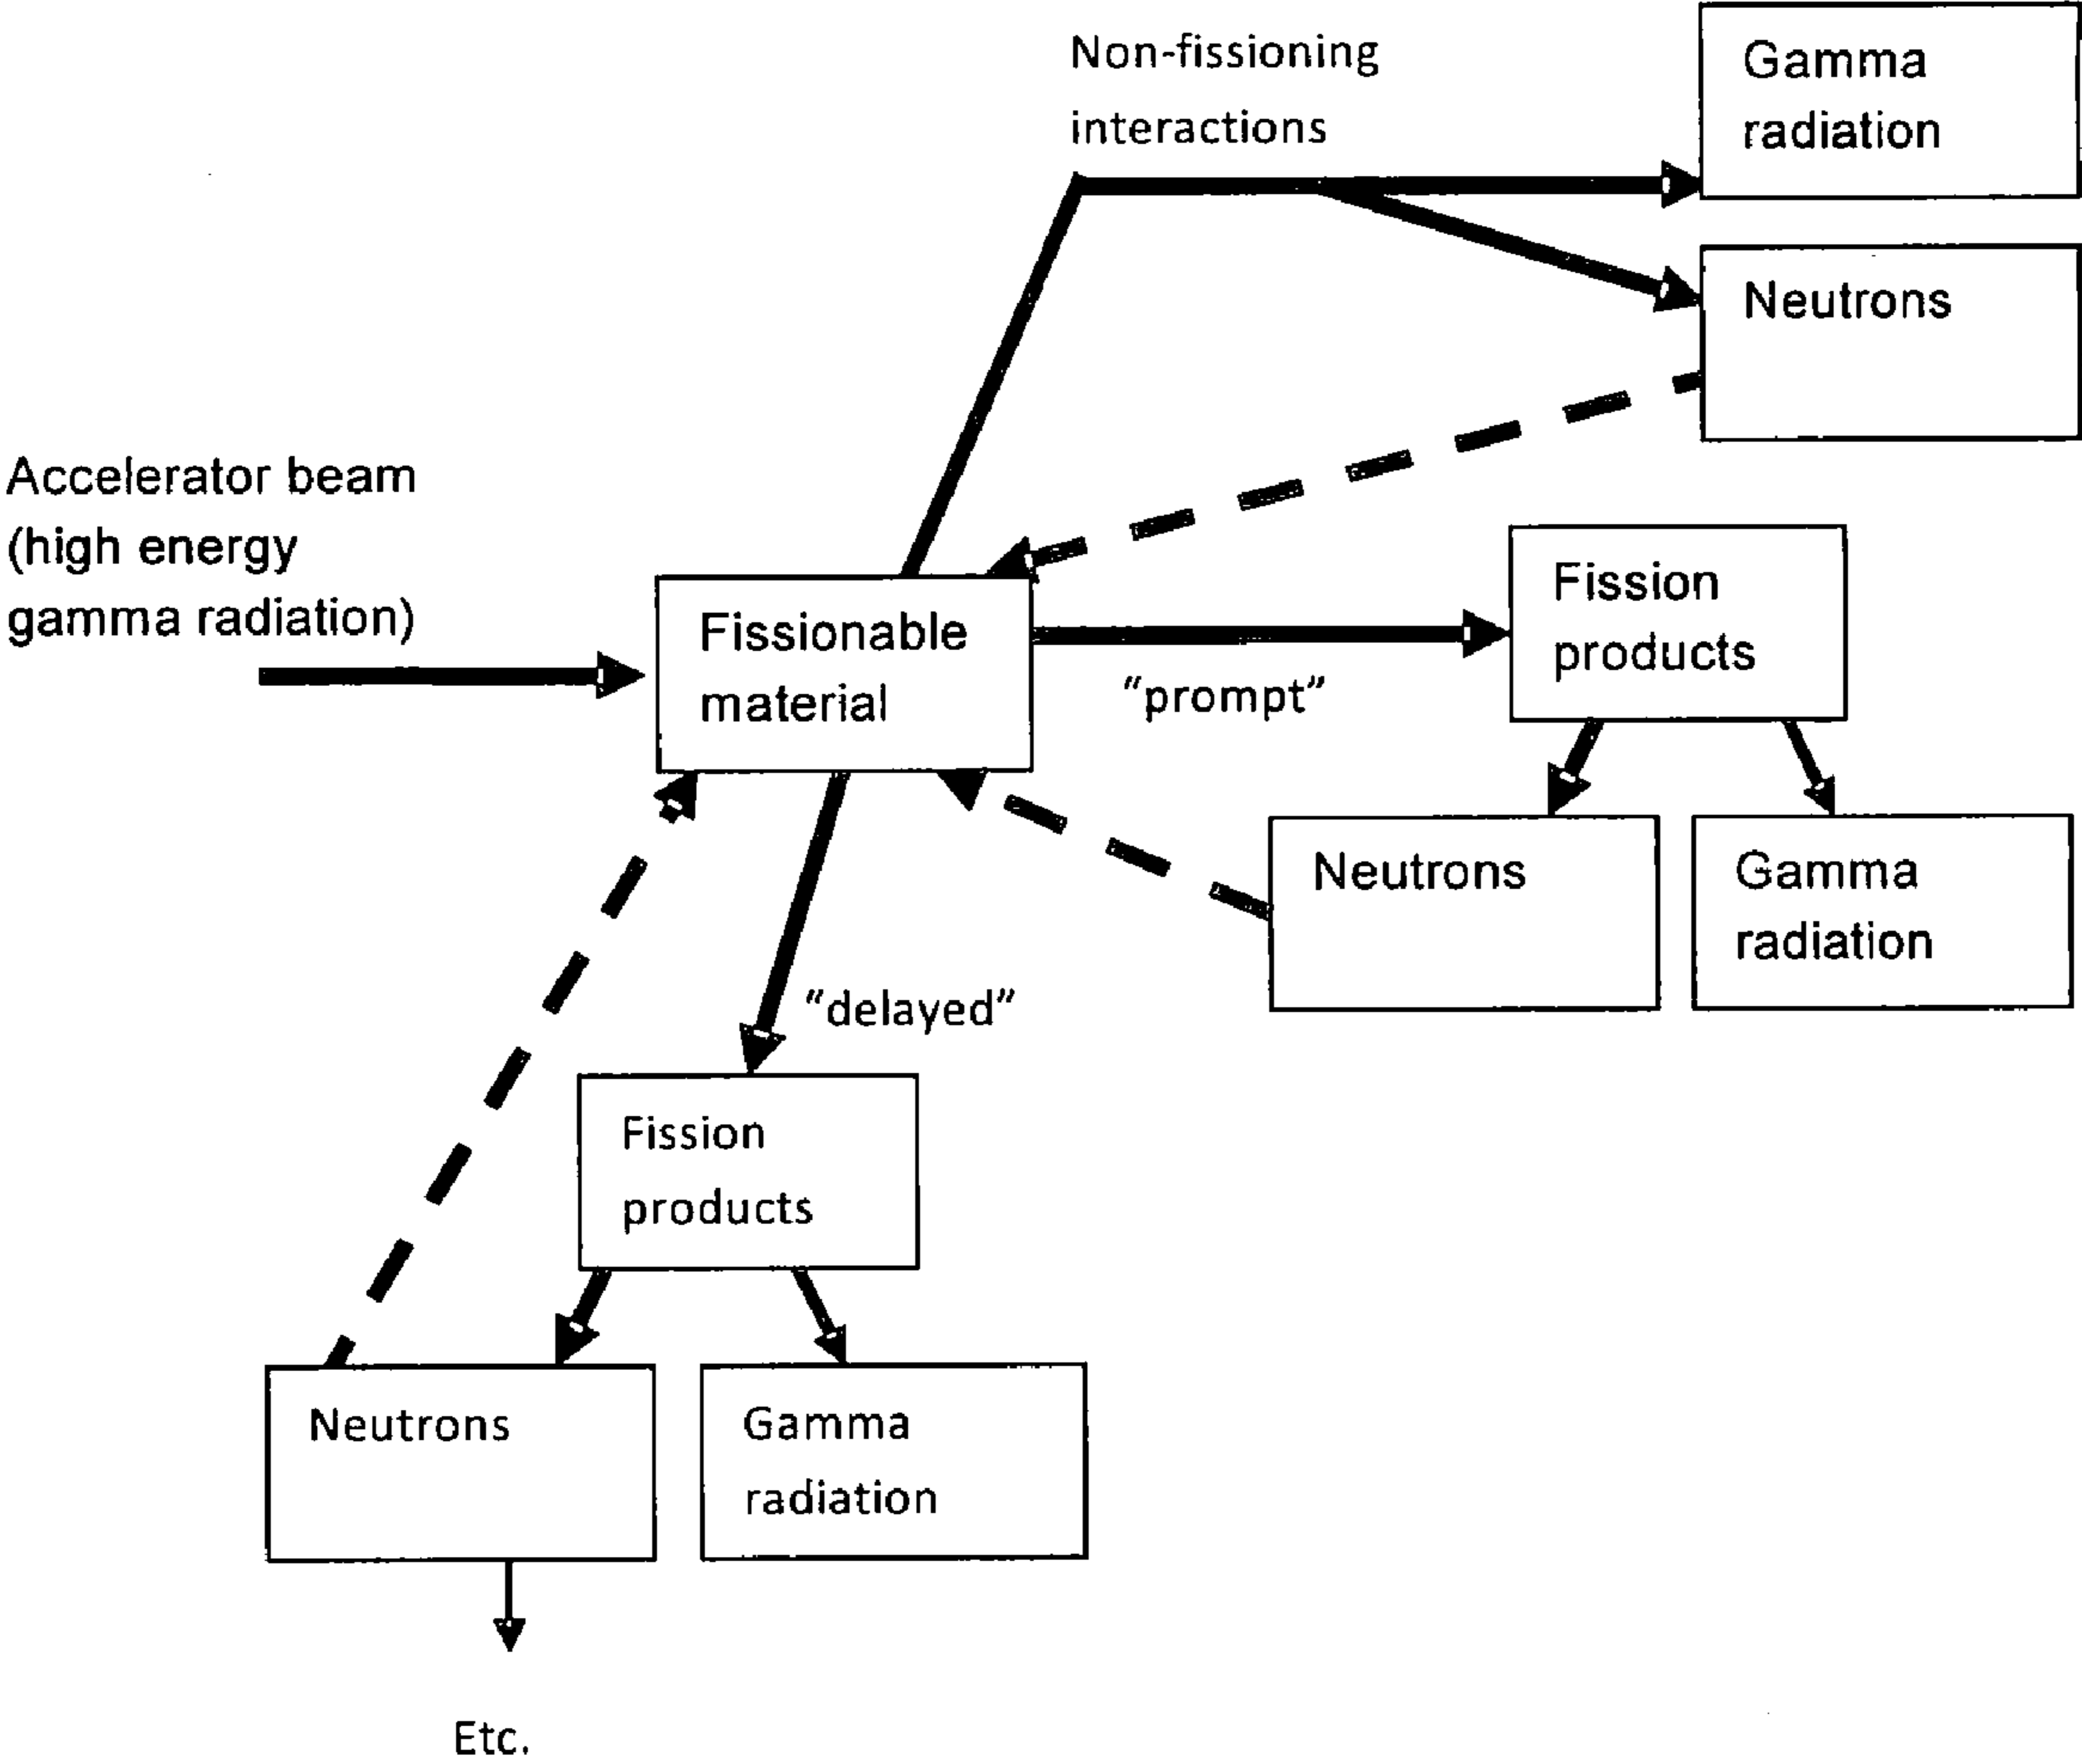 Non-fissioning
interactions
Gamma
radiation
Neutrons
Accelerator beam
(high energy
gamma radiation)
Fissionable
material
"prompt"
Fission
products
Neutrons
Gamma
radiation
"delayed"
Fission
products
Neutrons
Gamma
radiation
Etc.